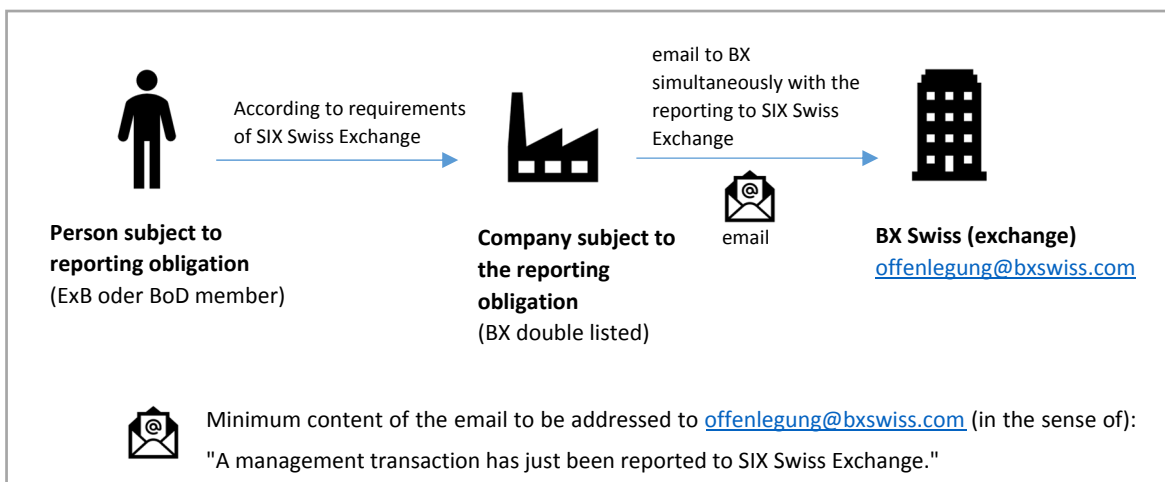 According to requirements
of SIX Swiss Exchange
email to BX
simultaneously with the
reporting to SIX Swiss
Exchange
@
email
Person subject to
reporting obligation
(ExB oder BoD member)
Company subject to
the reporting
obligation
(BX double listed)
BX Swiss (exchange)
offenlegung@bxswiss.com
@
Minimum content of the email to be addressed to offenlegung@bxswiss.com (in the sense of):
"A management transaction has just been reported to SIX Swiss Exchange."